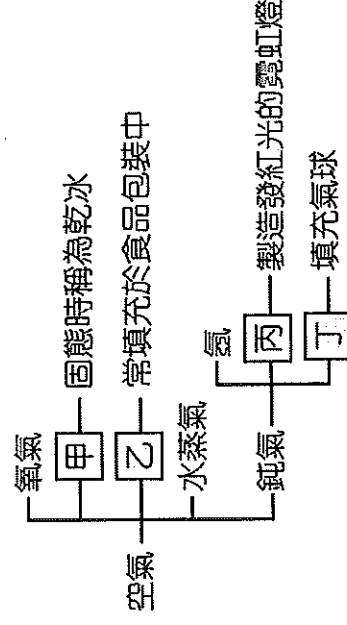 空氣
氧氣
甲 固態時稱為乾冰
乙 常填充於食品包裝中
水蒸氣
鈍氣
氬
丙 製造發紅光的霓虹燈
丁 填充氣球